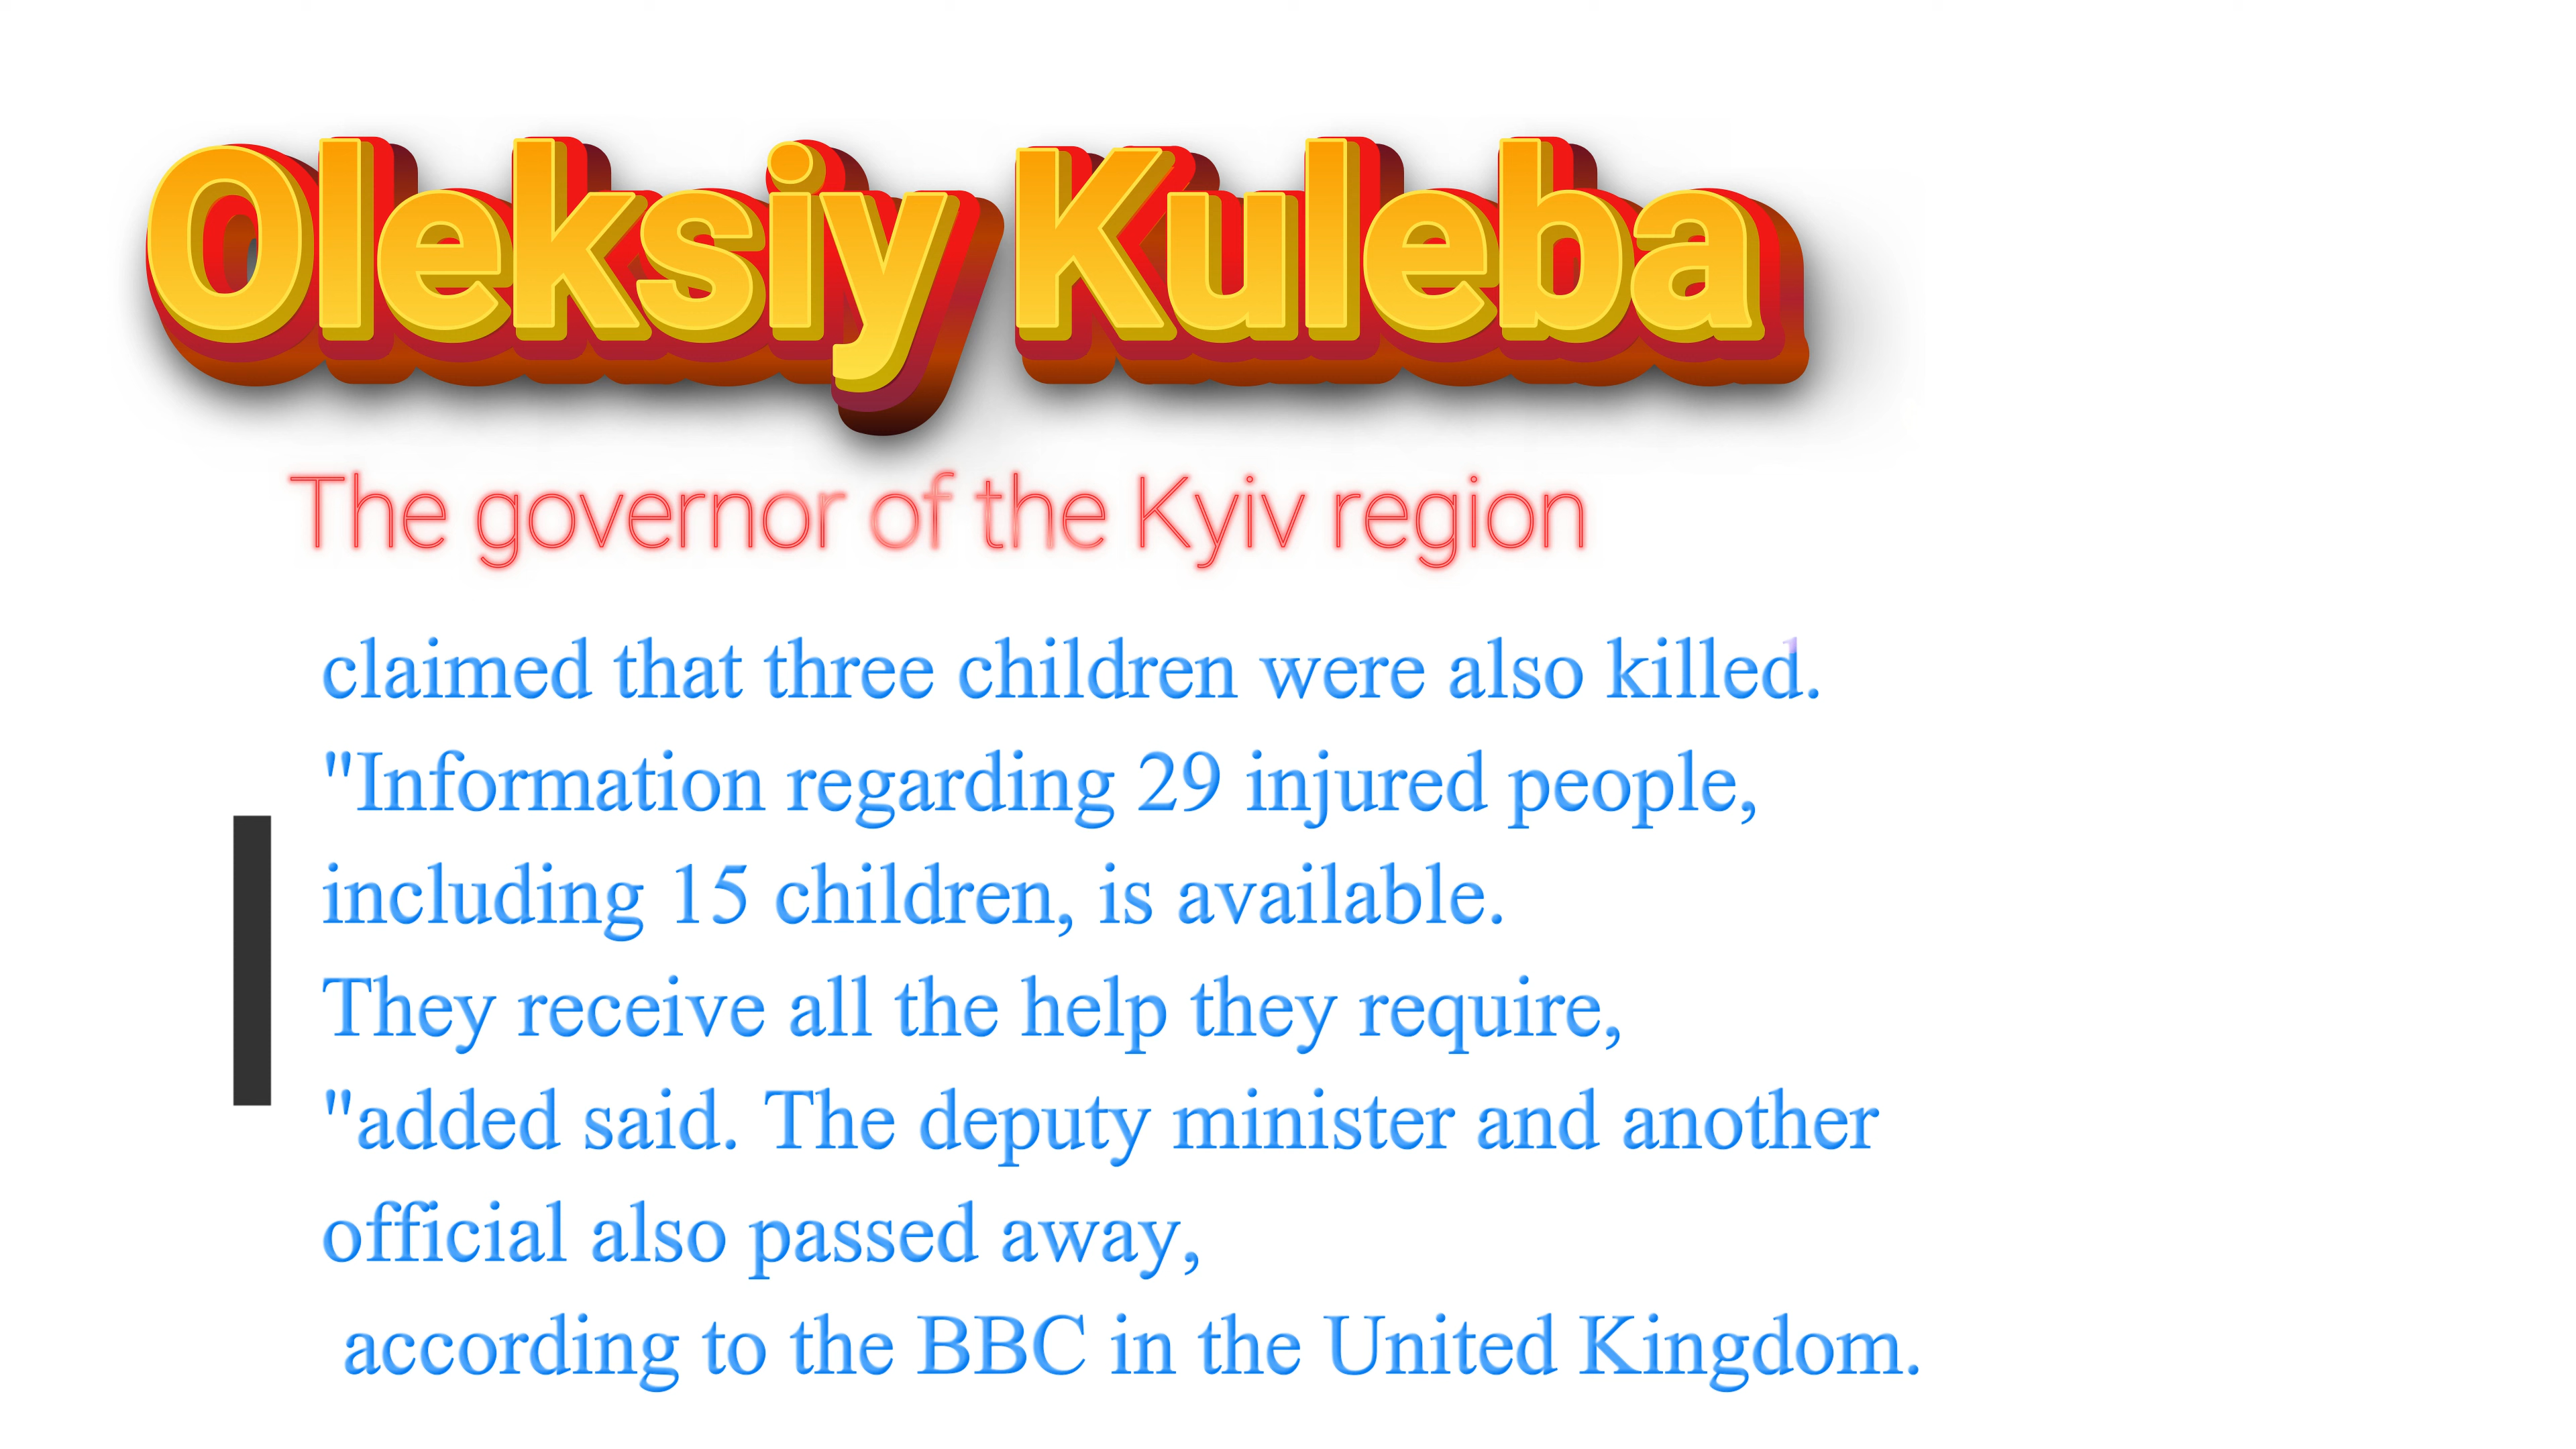 Oleksiy Kuleba
The governor of the Kyiv region
claimed that three children were also killed.
"Information regarding 29 injured people,
including 15 children, is available.
They receive all the help they require,
"added said. The deputy minister and another
official also passed away,
according to the BBC in the United Kingdom.